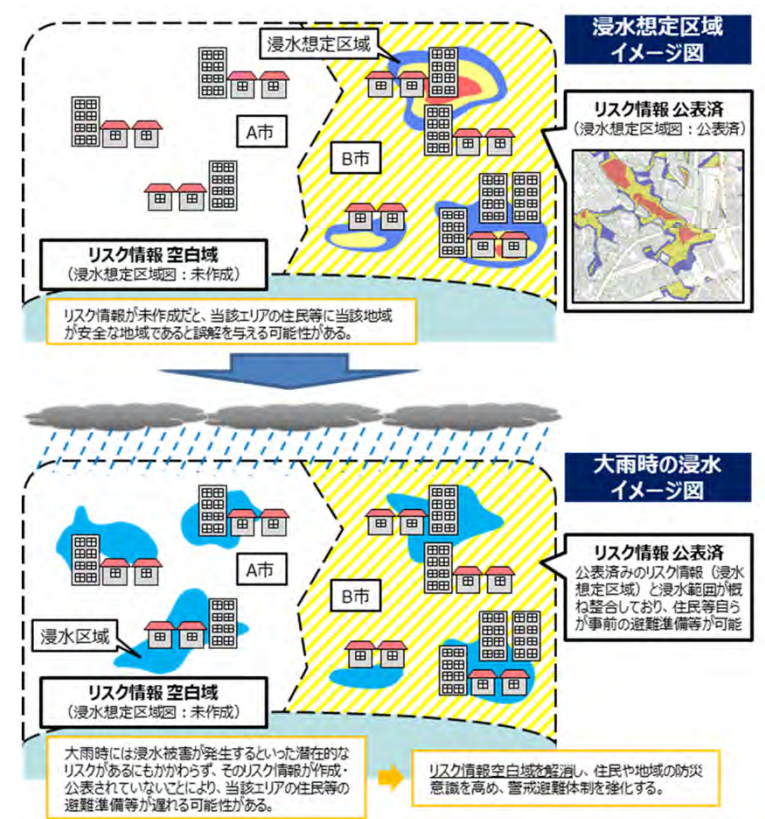 浸水想定区域
イメージ図
浸水想定区域
A市
B市
リスク情報 公表済
(浸水想定区域図:公表済)
リスク情報 空白域
(浸水想定区域図:未作成)
リスク情報が未作成だと、当該エリアの住民等に当該地域
が安全な地域であると誤解を与える可能性がある。
大雨時の浸水
イメージ図
A市
B市
浸水区域
リスク情報 公表済
公表済みのリスク情報(浸水
想定区域)と浸水範囲が概
ね整合しており、住民等自ら
が事前の避難準備等が可能
リスク情報 空白域
(浸水想定区域図:未作成)
大雨時には浸水被害が発生するといった潜在的な
リスクがあるにもかかわらず、そのリスク情報が作成・
公表されていないことにより、当該エリアの住民等の
避難準備等が遅れる可能性がある。
リスク情報空白域を解消し、住民や地域の防災
意識を高め、警戒避難体制を強化する。